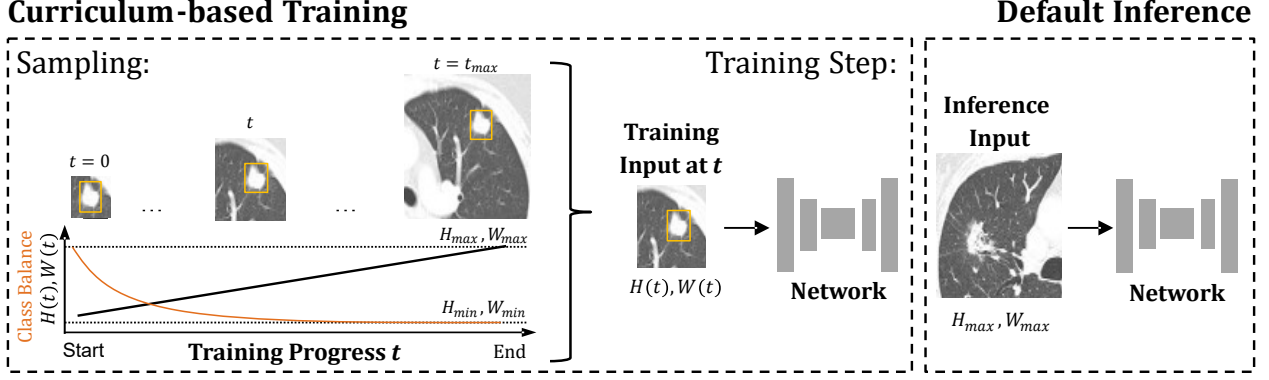 Curriculum-based Training
Default Inference
Sampling:
t = t_max
t
t = 0
...
...
H_max, W_max
H_min, W_min
Class Balance
H(t), W(t)
Start
Training Progress t
End
Training Step:
Training
Input at t
H(t), W(t)
Network
Inference
Input
H_max, W_max
Network